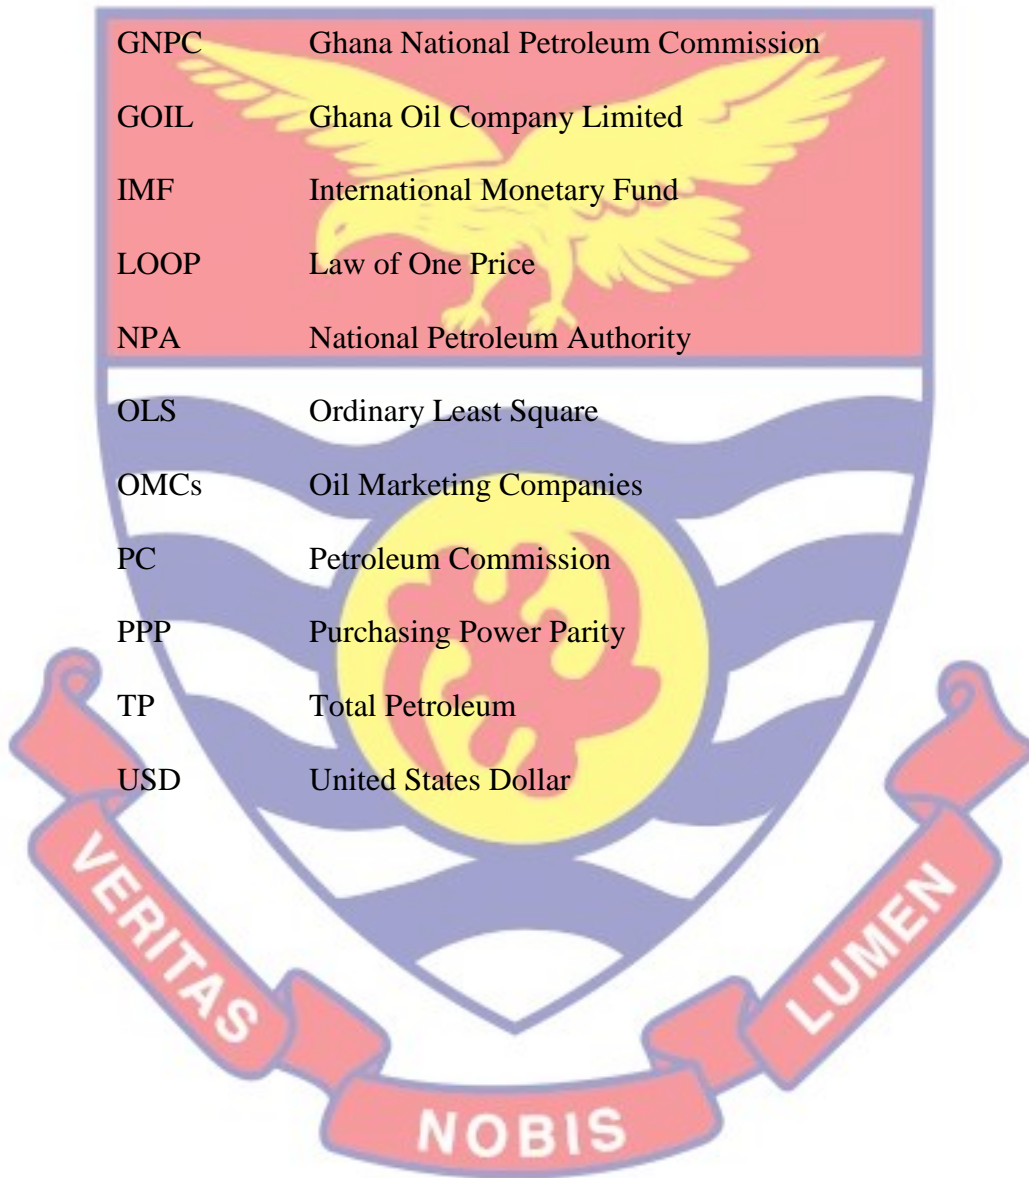 GNPC Ghana National Petroleum Commission
GOIL Ghana Oil Company Limited
IMF International Monetary Fund
LOOP Law of One Price
NPA National Petroleum Authority
OLS Ordinary Least Square
OMCs Oil Marketing Companies
PC Petroleum Commission
PPP Purchasing Power Parity
TP Total Petroleum
USD United States Dollar
VERITAS
NOBIS
LUMEN